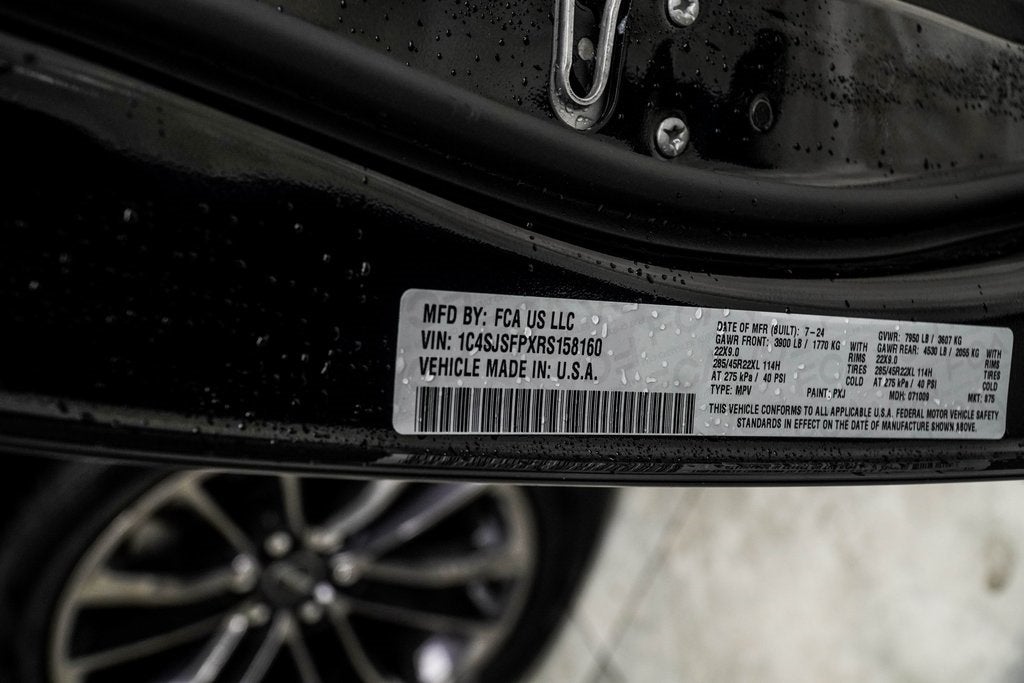 MFD BY: FCA US LLC
VIN: 1C4SJSFPXRS158160
VEHICLE MADE IN: U.S.A.
DATE OF MFR (BUILT): 7-24
GAWR FRONT: 3900 LB / 1770 KG WITH
22X9.0 RIMS
285/45R22XL 114H TIRES
AT 275 kPa / 40 PSI COLD
TYPE: MPV PAINT: PXJ
GVWR: 7950 LB / 3607 KG
GAWR REAR: 4530 LB / 2055 KG WITH
22X9.0 RIMS
285/45R22XL 114H TIRES
AT 275 kPa / 40 PSI COLD
MDH: 071009 MKT: 875
THIS VEHICLE CONFORMS TO ALL APPLICABLE U.S.A. FEDERAL MOTOR VEHICLE SAFETY
STANDARDS IN EFFECT ON THE DATE OF MANUFACTURE SHOWN ABOVE.